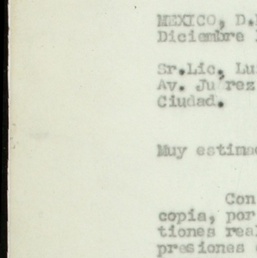 MEXICO, D.
Diciembre
Sr.Lic. Lu
Av. Juárez
Ciudad.
Muy estima
Con
copia, por
tiones rea
presiones